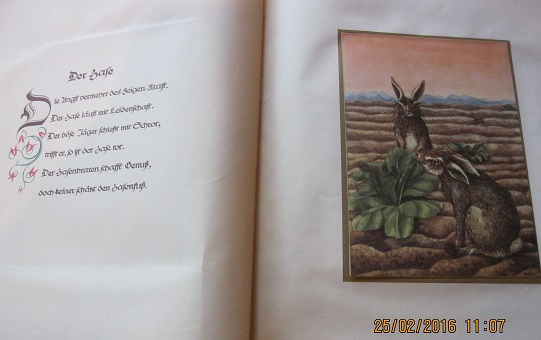 Der Hase
Die Angst vermehrt des Feigen Kraft.
Der Hase läuft mit Leidenschaft.
Der böse Jäger schießt mit Schrot,
trifft er, so ist der Hase tot.
Der Hasenbraten schafft Genuß,
doch keiner schätzt den Hasenfuß.
25/02/2016 11:07